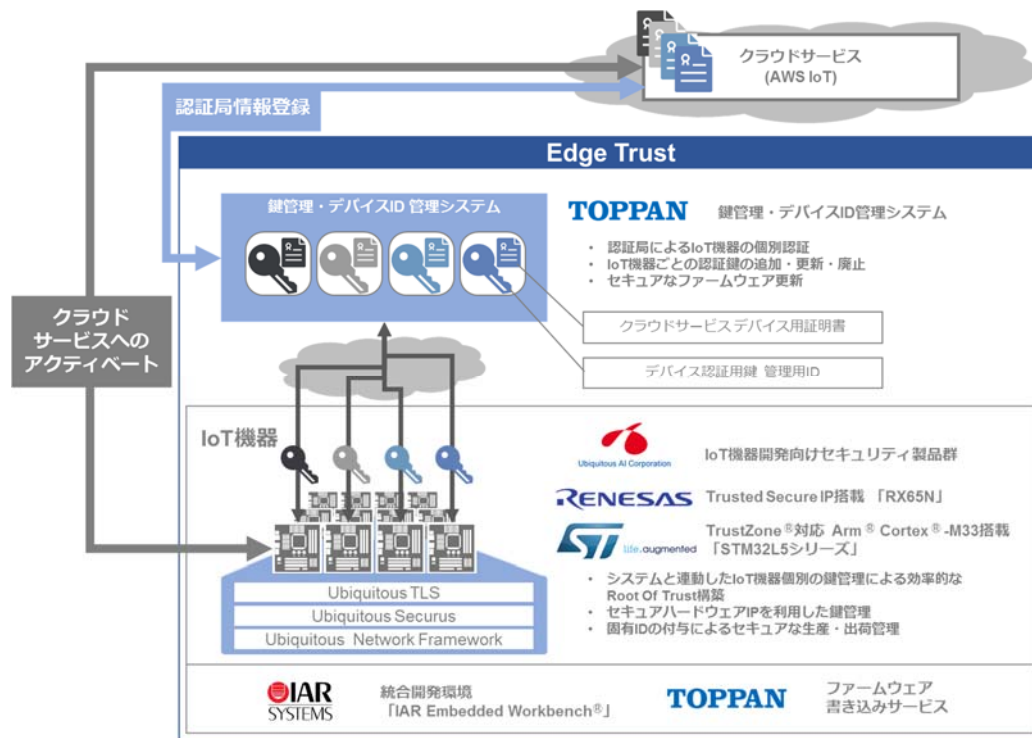 クラウドサービス
(AWS IoT)
認証局情報登録
Edge Trust
鍵管理・デバイスID 管理システム
TOPPAN 鍵管理・デバイスID管理システム
・ 認証局によるIoT機器の個別認証
・ IoT機器ごとの認証鍵の追加・更新・廃止
・ セキュアなファームウェア更新
クラウドサービス デバイス用証明書
デバイス認証用鍵 管理用ID
クラウド
サービスへの
アクティベート
IoT機器
Ubiquitous AI Corporation
IoT機器開発向けセキュリティ製品群
RENESAS Trusted Secure IP搭載 「RX65N」
ST life.augmented
TrustZone®対応 Arm® Cortex®-M33搭載
「STM32L5シリーズ」
・ システムと連動したIoT機器個別の鍵管理による効率的な
Root Of Trust構築
・ セキュアハードウェアIPを利用した鍵管理
・ 固有IDの付与によるセキュアな生産・出荷管理
Ubiquitous TLS
Ubiquitous Securus
Ubiquitous Network Framework
IAR
SYSTEMS
統合開発環境
「IAR Embedded Workbench®」
TOPPAN
ファームウェア
書き込みサービス